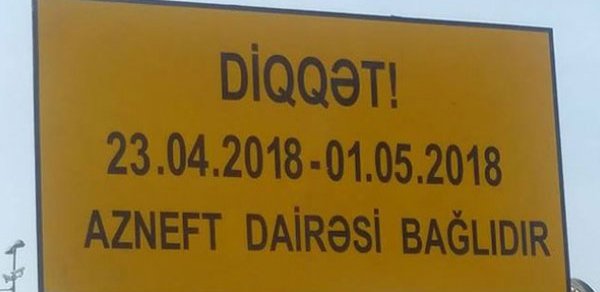 DİQQƏT!
23.04.2018-01.05.2018
AZNEFT DAİRƏSİ BAĞLIDIR